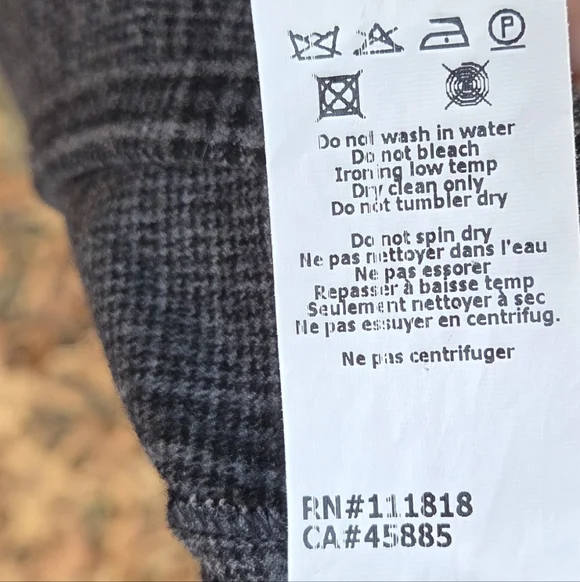 P
Do not wash in water
Do not bleach
Ironing low temp
Dry clean only
Do not tumbler dry
Do not spin dry
Ne pas nettoyer dans l'eau
Ne pas essorer
Repasser à baisse temp
Seulement nettoyer à sec
Ne pas essuyer en centrifug.
Ne pas centrifuger
RN#111818
CA#45885